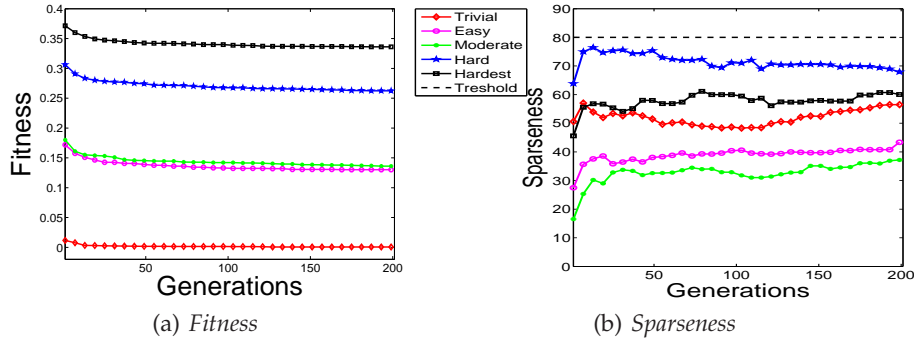 0.4
0.35
0.3
0.25
0.2
0.15
0.1
0.05
0
50
100
150
200
Fitness
Generations
(a) Fitness
Trivial
Easy
Moderate
Hard
Hardest
Treshold
90
80
70
60
50
40
30
20
10
0
50
100
150
200
Sparseness
Generations
(b) Sparseness